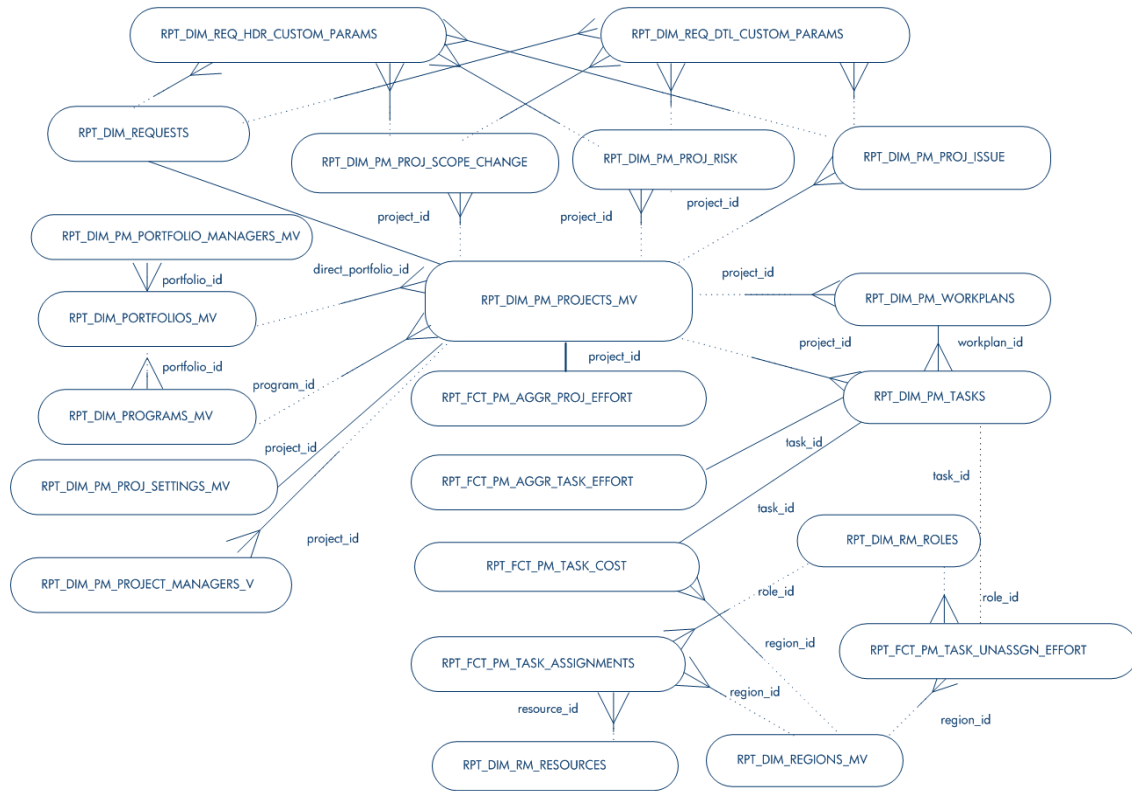 RPT_DIM_REQ_HDR_CUSTOM_PARAMS
RPT_DIM_REQ_DTL_CUSTOM_PARAMS
RPT_DIM_REQUESTS
RPT_DIM_PM_PROJ_SCOPE_CHANGE
RPT_DIM_PM_PROJ_RISK
RPT_DIM_PM_PROJ_ISSUE
project_id
project_id
project_id
RPT_DIM_PM_PORTFOLIO_MANAGERS_MV
portfolio_id
direct_portfolio_id
project_id
RPT_DIM_PM_PROJECTS_MV
RPT_DIM_PM_WORKPLANS
RPT_DIM_PORTFOLIOS_MV
project_id
workplan_id
portfolio_id
project_id
program_id
RPT_DIM_PROGRAMS_MV
RPT_FCT_PM_AGGR_PROJ_EFFORT
RPT_DIM_PM_TASKS
project_id
task_id
RPT_DIM_PM_PROJ_SETTINGS_MV
RPT_FCT_PM_AGGR_TASK_EFFORT
task_id
task_id
project_id
RPT_DIM_RM_ROLES
RPT_DIM_PM_PROJECT_MANAGERS_V
RPT_FCT_PM_TASK_COST
role_id
role_id
region_id
RPT_FCT_PM_TASK_ASSIGNMENTS
RPT_FCT_PM_TASK_UNASSGN_EFFORT
region_id
resource_id
region_id
RPT_DIM_RM_RESOURCES
RPT_DIM_REGIONS_MV